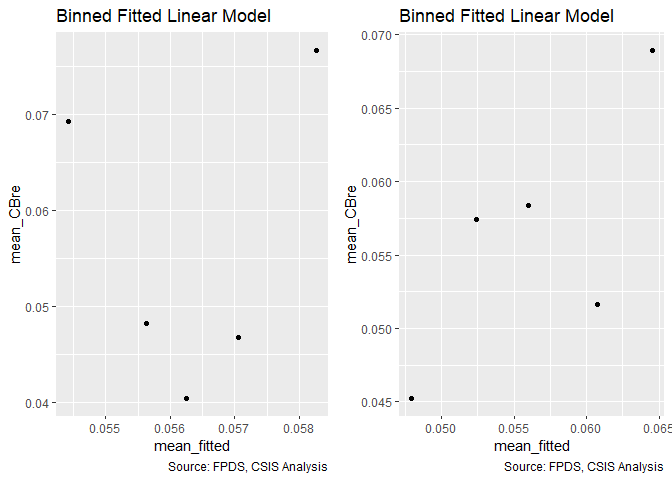 Binned Fitted Linear Model
mean_CBre
0.07
0.06
0.05
0.04
0.055
0.056
0.057
0.058
mean_fitted
Source: FPDS, CSIS Analysis
Binned Fitted Linear Model
mean_CBre
0.070
0.065
0.060
0.055
0.050
0.045
0.050
0.055
0.060
0.065
mean_fitted
Source: FPDS, CSIS Analysis